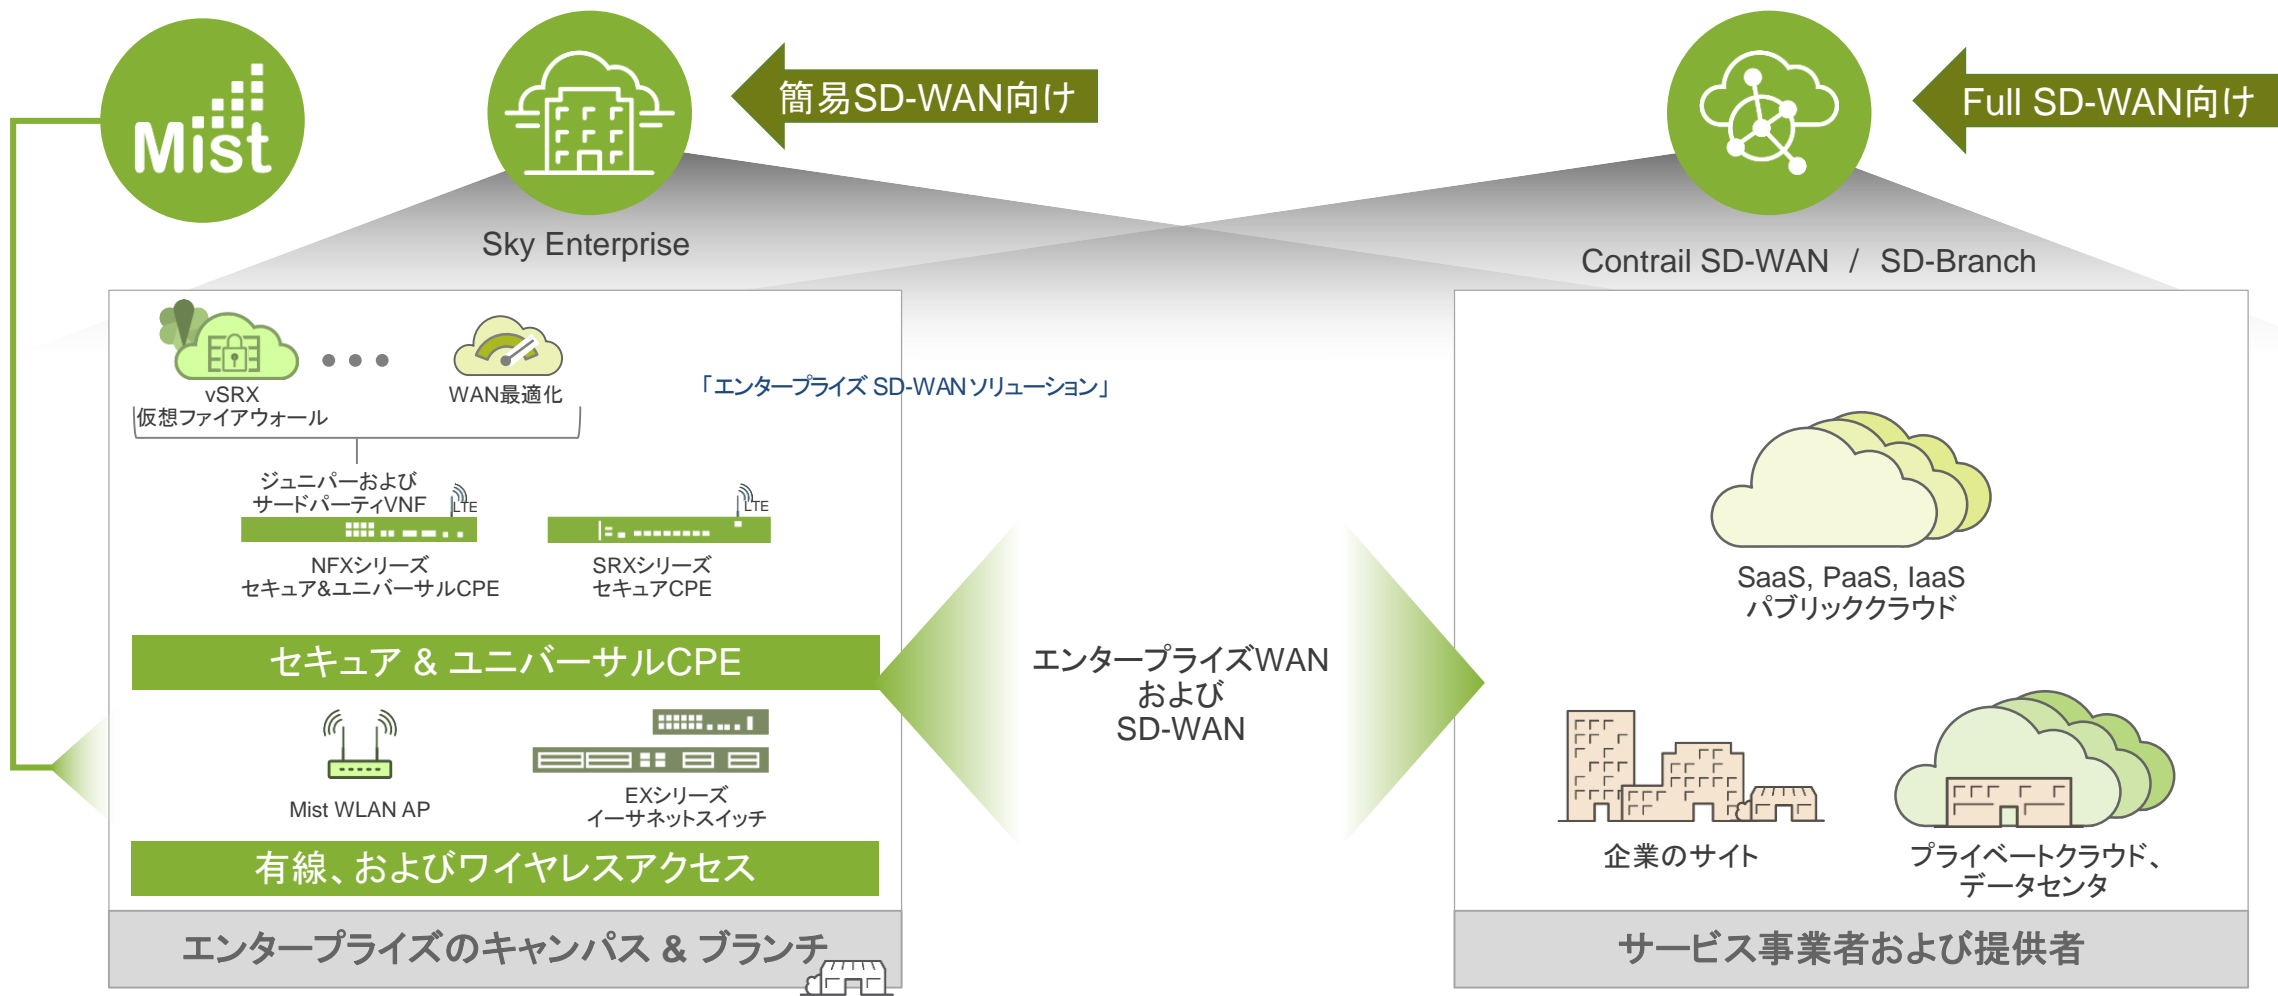 Mist
簡易SD-WAN向け
Full SD-WAN向け
Sky Enterprise
Contrail SD-WAN / SD-Branch
vSRX
仮想ファイアウォール
WAN最適化
「エンタープライズ SD-WAN ソリューション」
ジュニパーおよび
サードパーティVNF
LTE
NFXシリーズ
セキュア&ユニバーサルCPE
LTE
SRXシリーズ
セキュアCPE
セキュア & ユニバーサルCPE
Mist WLAN AP
EXシリーズ
イーサネットスイッチ
有線、およびワイヤレスアクセス
エンタープライズのキャンパス & ブランチ
エンタープライズWAN
および
SD-WAN
SaaS, PaaS, IaaS
パブリッククラウド
企業のサイト
プライベートクラウド、
データセンタ
サービス事業者および提供者